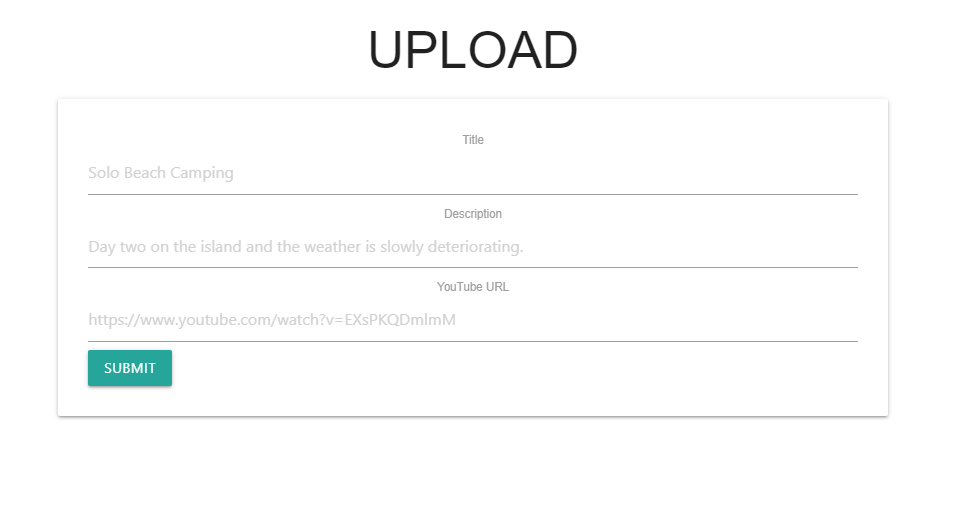 UPLOAD
Title
Solo Beach Camping
Description
Day two on the island and the weather is slowly deteriorating.
YouTube URL
https://www.youtube.com/watch?v=EXsPKQDmlmM
SUBMIT